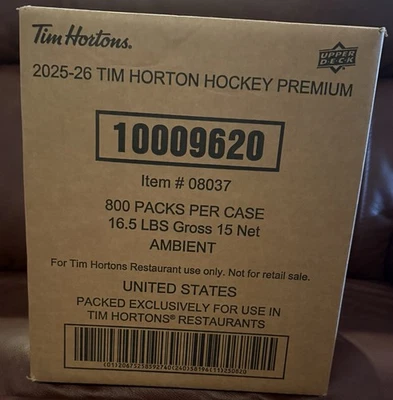 Tim Hortons.
UPPER
DECK
2025-26 TIM HORTON HOCKEY PREMIUM
10009620
Item # 08037
800 PACKS PER CASE
16.5 LBS Gross 15 Net
AMBIENT
For Tim Hortons Restaurant use only. Not for retail sale.
UNITED STATES
PACKED EXCLUSIVELY FOR USE IN
TIM HORTONS® RESTAURANTS